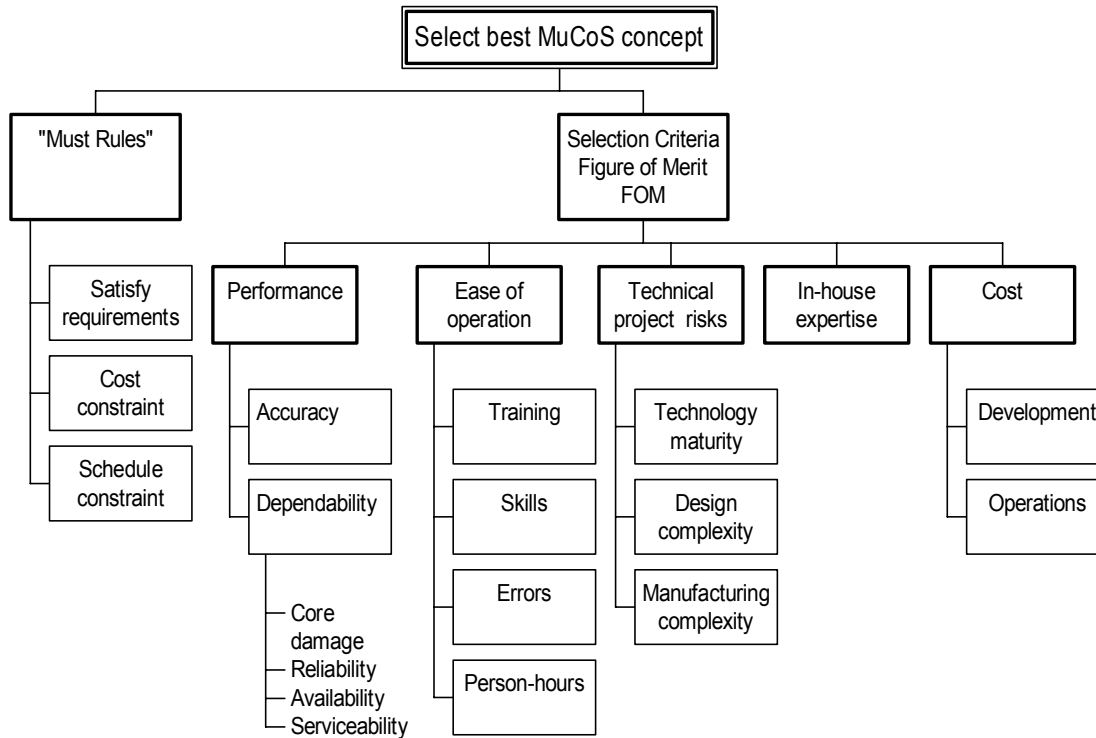 Select best MuCoS concept
"Must Rules"
Selection Criteria
Figure of Merit
FOM
Satisfy
requirements
Cost
constraint
Schedule
constraint
Performance
Accuracy
Dependability
Core
damage
Reliability
Availability
Serviceability
Ease of
operation
Training
Skills
Errors
Person-hours
Technical
project risks
Technology
maturity
Design
complexity
Manufacturing
complexity
In-house
expertise
Cost
Development
Operations